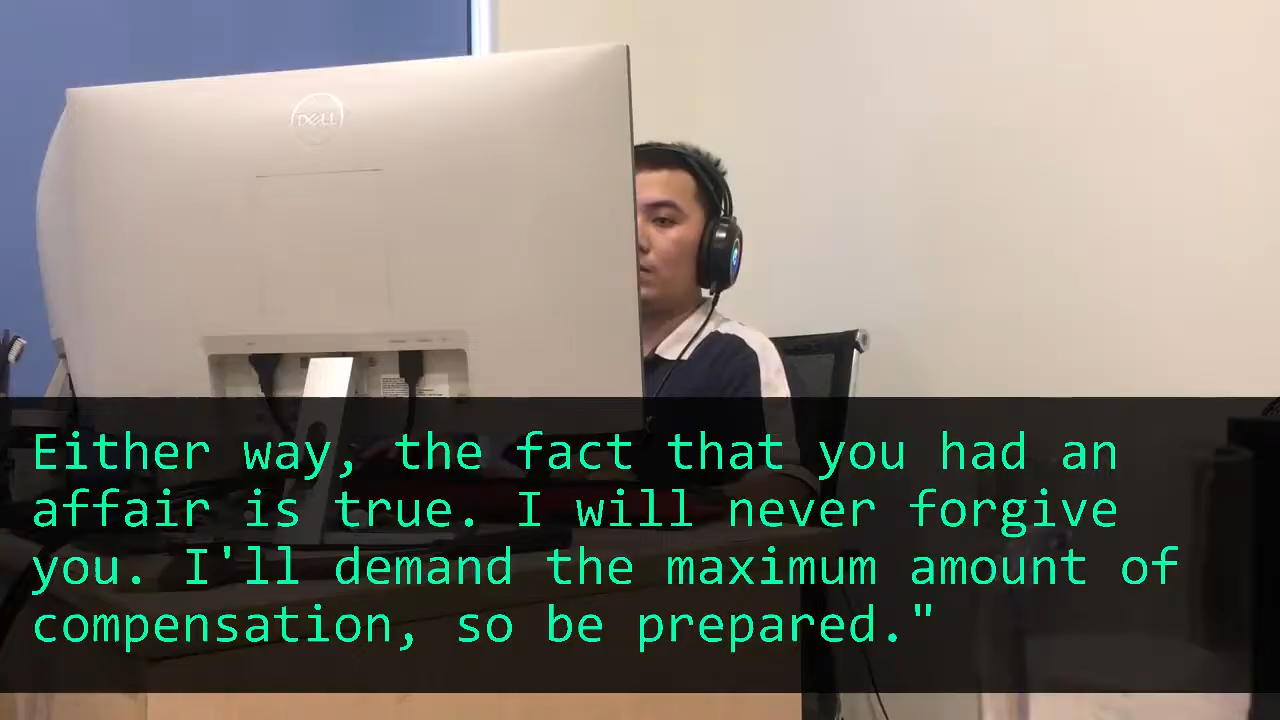 DELL
Either way, the fact that you had an
affair is true. I will never forgive
you. I'll demand the maximum amount of
compensation, so be prepared."